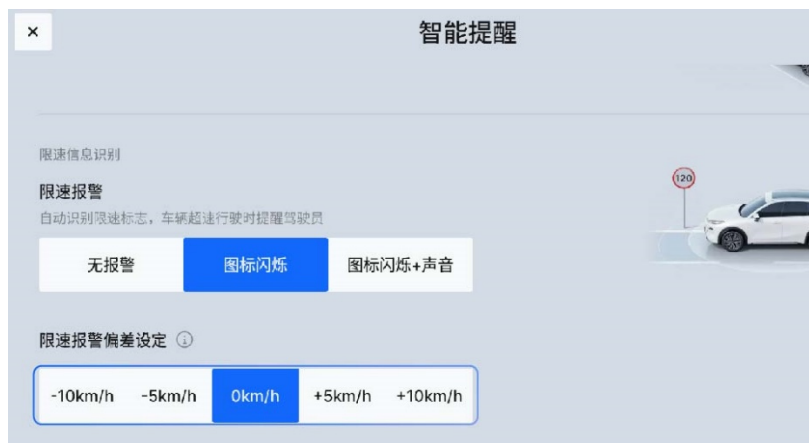 ×
智能提醒
限速信息识别
限速报警
自动识别限速标志，车辆超速行驶时提醒驾驶员
120
无报警 图标闪烁 图标闪烁+声音
限速报警偏差设定
-10km/h -5km/h 0km/h +5km/h +10km/h